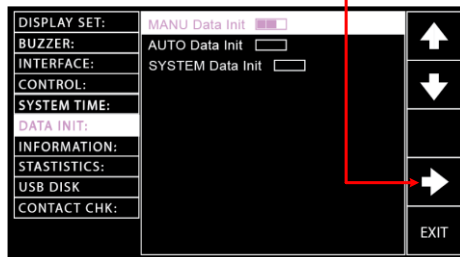 DISPLAY SET:
BUZZER:
INTERFACE:
CONTROL:
SYSTEM TIME:
DATA INIT:
INFORMATION:
STASTISTICS:
USB DISK
CONTACT CHK:
MANU Data Init
AUTO Data Init
SYSTEM Data Init
EXIT